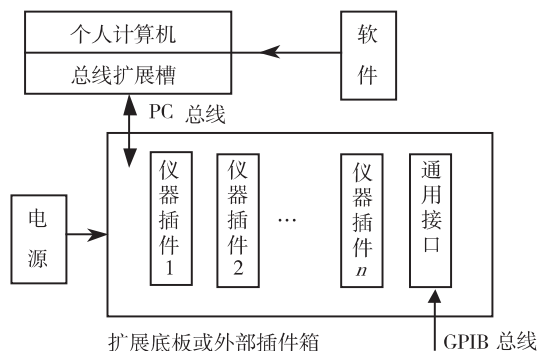 个人计算机
总线扩展槽
软件
PC 总线
仪器插件1
仪器插件2
…
仪器插件n
通用接口
电源
扩展底板或外部插件箱
GPIB 总线